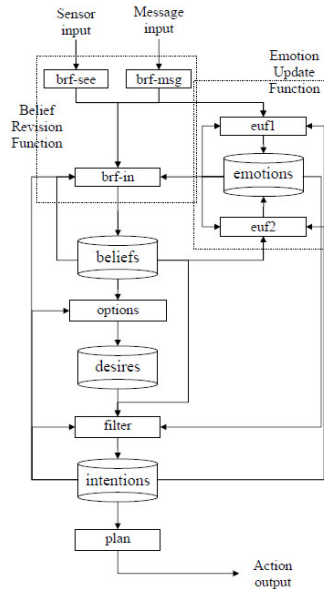 Sensor
input
Message
input
Emotion
Update
Function
brf-see
brf-msg
Belief
Revision
Function
euf1
brf-in
emotions
euf2
beliefs
options
desires
filter
intentions
plan
Action
output